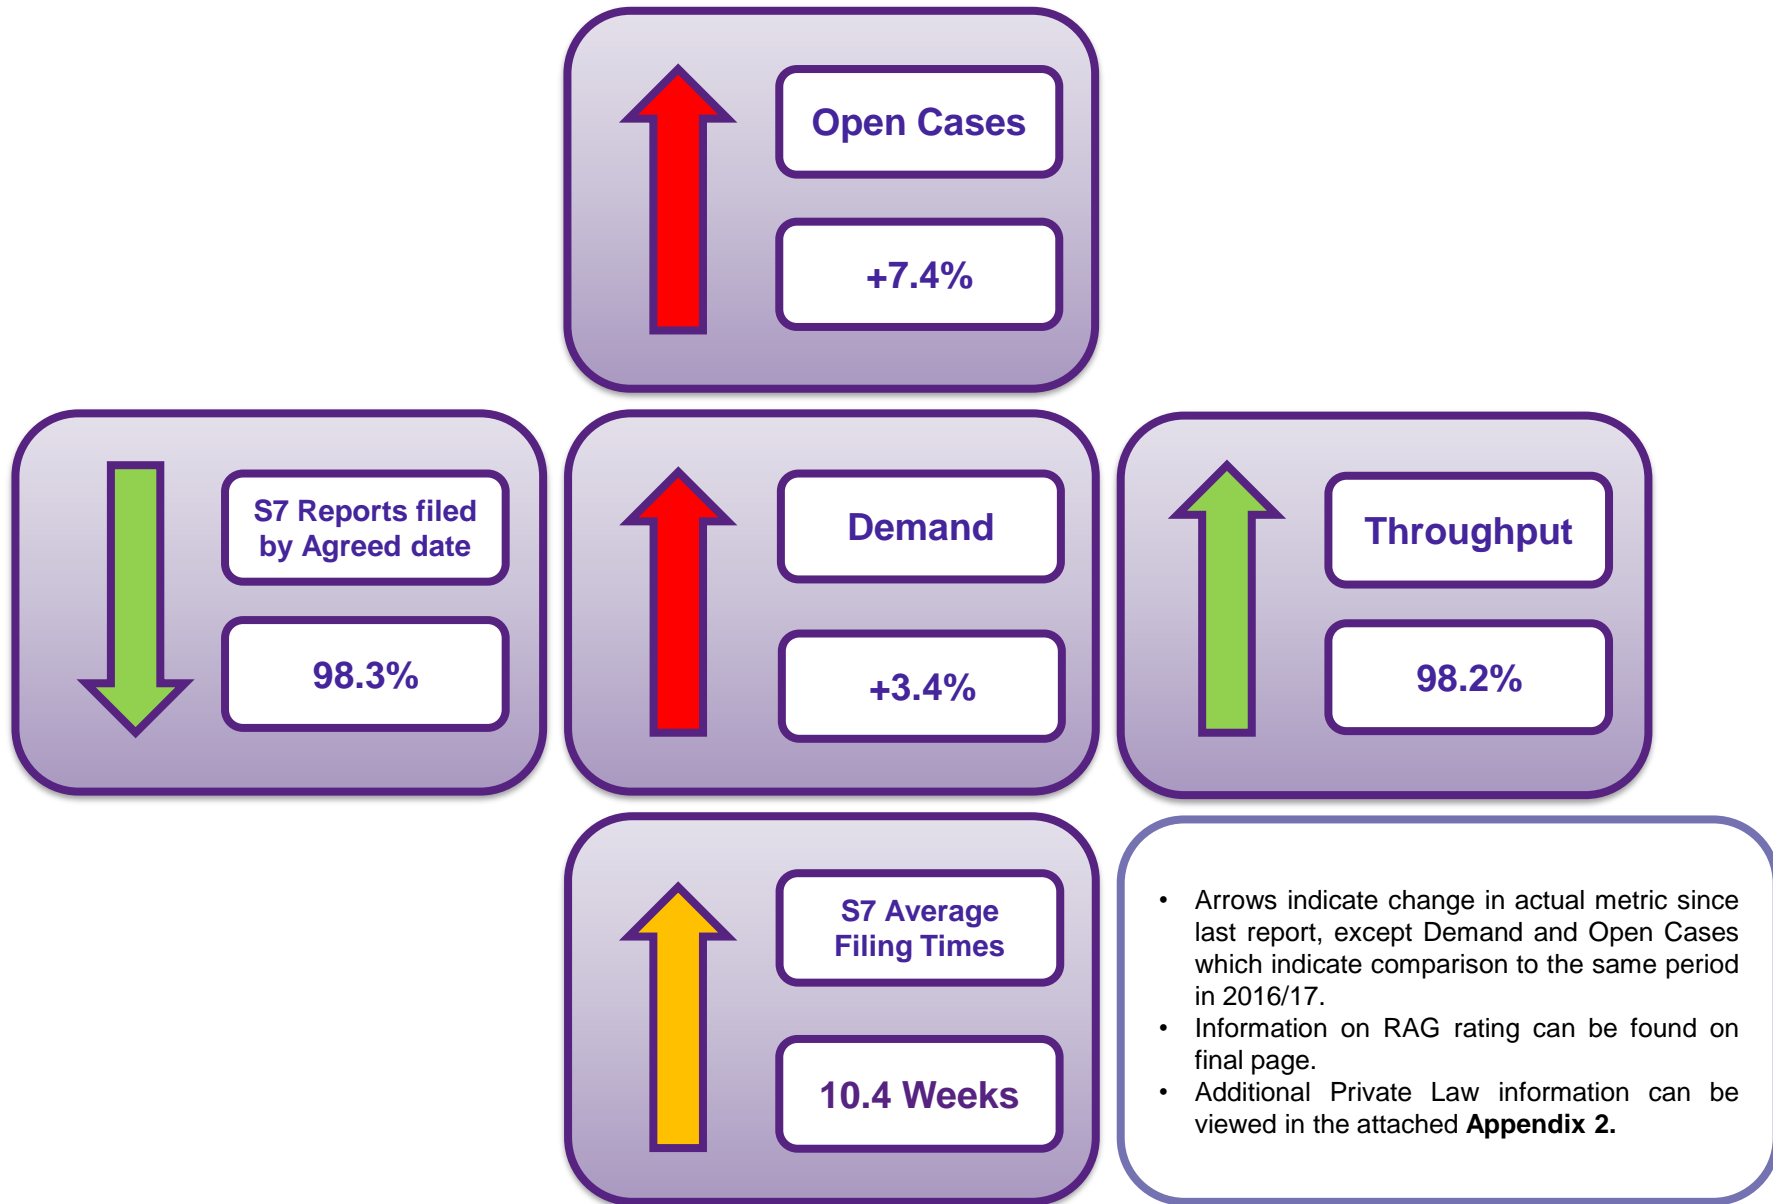 Open Cases
+7.4%
S7 Reports filed
by Agreed date
98.3%
Demand
+3.4%
Throughput
98.2%
S7 Average
Filing Times
10.4 Weeks
• Arrows indicate change in actual metric since
last report, except Demand and Open Cases
which indicate comparison to the same period
in 2016/17.
• Information on RAG rating can be found on
final page.
• Additional Private Law information can be
viewed in the attached Appendix 2.